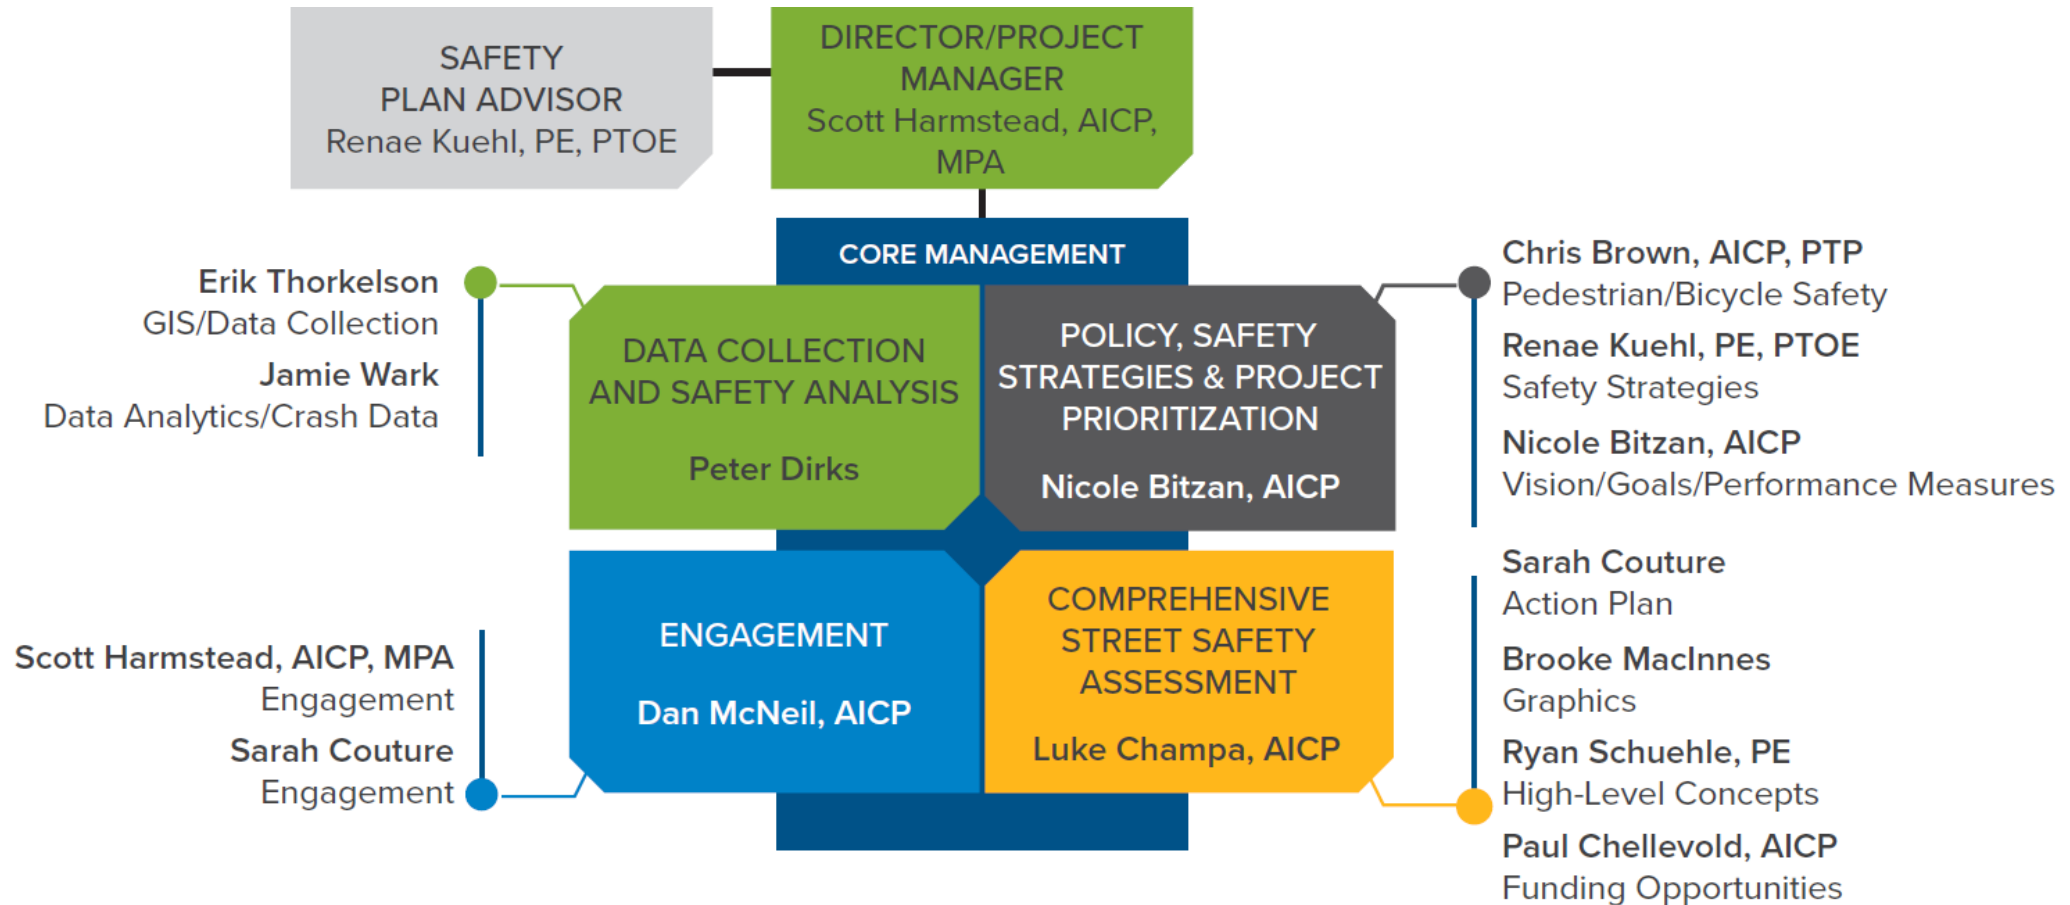 SAFETY
PLAN ADVISOR
Renae Kuehl, PE, PTOE
DIRECTOR/PROJECT
MANAGER
Scott Harmstead, AICP,
MPA
CORE MANAGEMENT
Erik Thorkelson
GIS/Data Collection
Jamie Wark
Data Analytics/Crash Data
DATA COLLECTION
AND SAFETY ANALYSIS
Peter Dirks
POLICY, SAFETY
STRATEGIES & PROJECT
PRIORITIZATION
Nicole Bitzan, AICP
Chris Brown, AICP, PTP
Pedestrian/Bicycle Safety
Renae Kuehl, PE, PTOE
Safety Strategies
Nicole Bitzan, AICP
Vision/Goals/Performance Measures
Scott Harmstead, AICP, MPA
Engagement
Sarah Couture
Engagement
ENGAGEMENT
Dan McNeil, AICP
COMPREHENSIVE
STREET SAFETY
ASSESSMENT
Luke Champa, AICP
Sarah Couture
Action Plan
Brooke MacInnes
Graphics
Ryan Schuehle, PE
High-Level Concepts
Paul Chellevold, AICP
Funding Opportunities